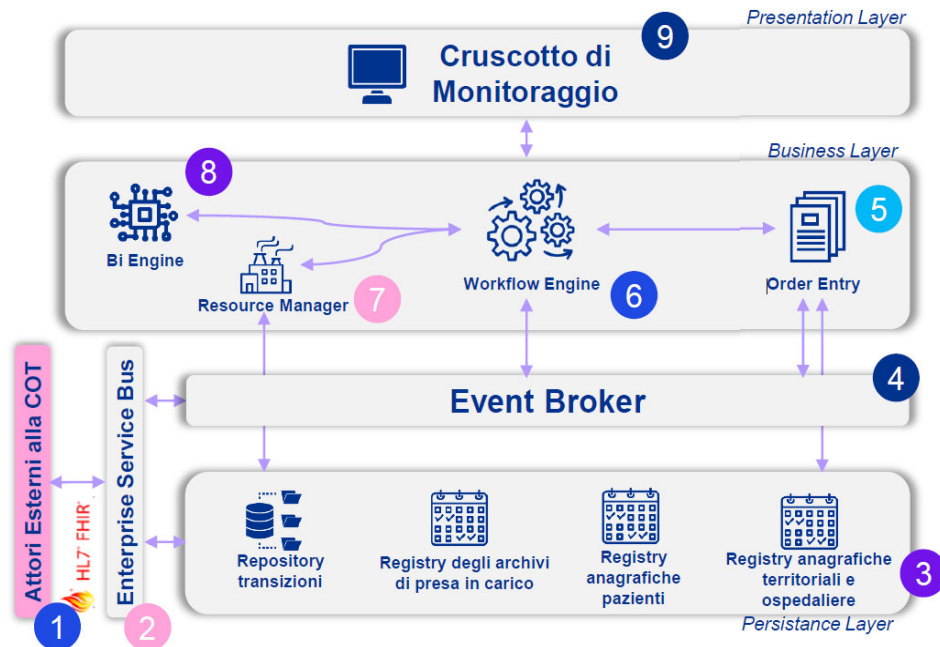 Presentation Layer
9
Cruscotto di
Monitoraggio
Business Layer
8
5
Bi Engine
Resource Manager
7
Workflow Engine
6
Order Entry
4
Event Broker
Attori Esterni alla COT
HL7® FHIR®
Enterprise Service Bus
1
2
Repository
transizioni
Registry degli archivi
di presa in carico
Registry
anagrafiche
pazienti
Registry anagrafiche
territoriali e
ospedaliere
3
Persistance Layer